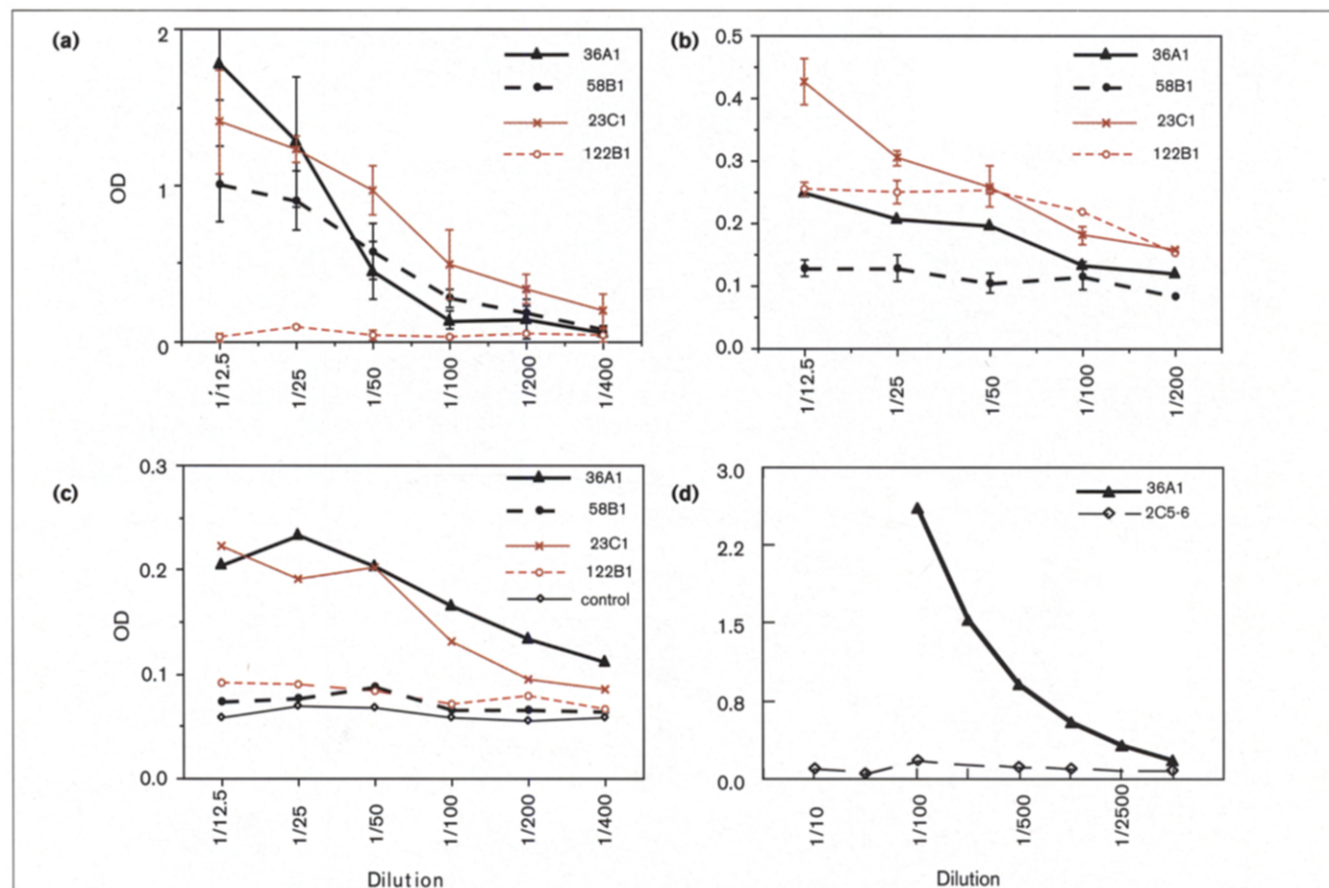 (a)
2
1
0
OD
36A1
58B1
23C1
122B1
1/12.5
1/25
1/50
1/100
1/200
1/400
(b)
0.5
0.4
0.3
0.2
0.1
0.0
36A1
58B1
23C1
122B1
1/12.5
1/25
1/50
1/100
1/200
(c)
0.3
0.2
0.1
0.0
OD
36A1
58B1
23C1
122B1
control
1/12.5
1/25
1/50
1/100
1/200
1/400
Dilution
(d)
3.0
2.2
1.5
0.8
0.0
36A1
2C5-6
1/10
1/100
1/500
1/2500
Dilution